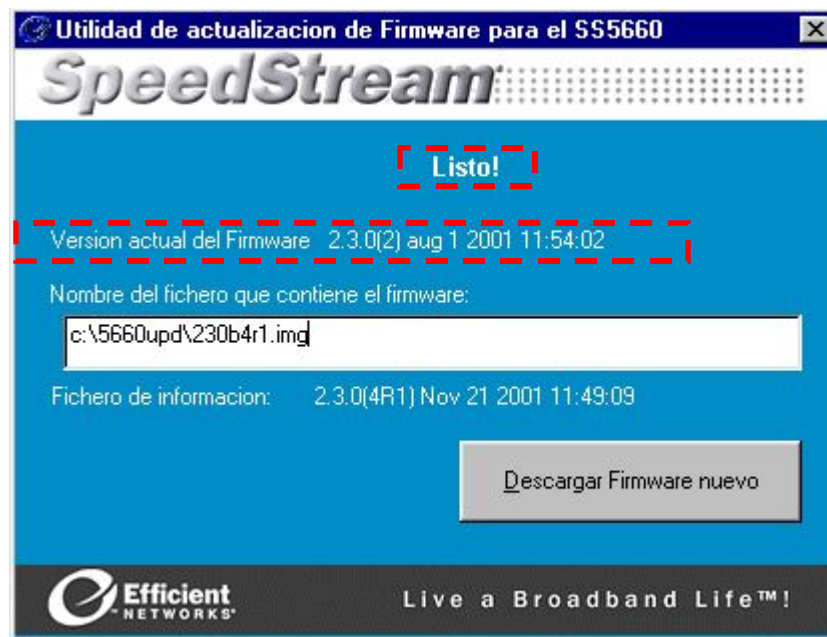 Utilidad de actualizacion de Firmware para el SS5660
SpeedStream
Listo!
Version actual del Firmware 2.3.0(2) aug 1 2001 11:54:02
Nombre del fichero que contiene el firmware:
c:\5660upd\230b4r1.img
Fichero de informacion: 2.3.0(4R1) Nov 21 2001 11:49:09
Descargar Firmware nuevo
Efficient
NETWORKS
Live a Broadband Life™!